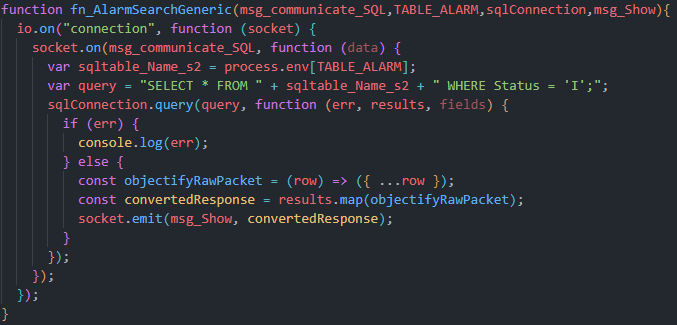 function fn_AlarmSearchGeneric(msg_communicate_SQL,TABLE_ALARM,sqlConnection,msg_Show){
  io.on("connection", function (socket) {
    socket.on(msg_communicate_SQL, function (data) {
      var sqltable_Name_s2 = process.env[TABLE_ALARM];
      var query = "SELECT * FROM " + sqltable_Name_s2 + " WHERE Status = 'I';";
      sqlConnection.query(query, function (err, results, fields) {
        if (err) {
          console.log(err);
        } else {
          const objectifyRawPacket = (row) => ({ ...row });
          const convertedResponse = results.map(objectifyRawPacket);
          socket.emit(msg_Show, convertedResponse);
        }
      });
    });
  });
}